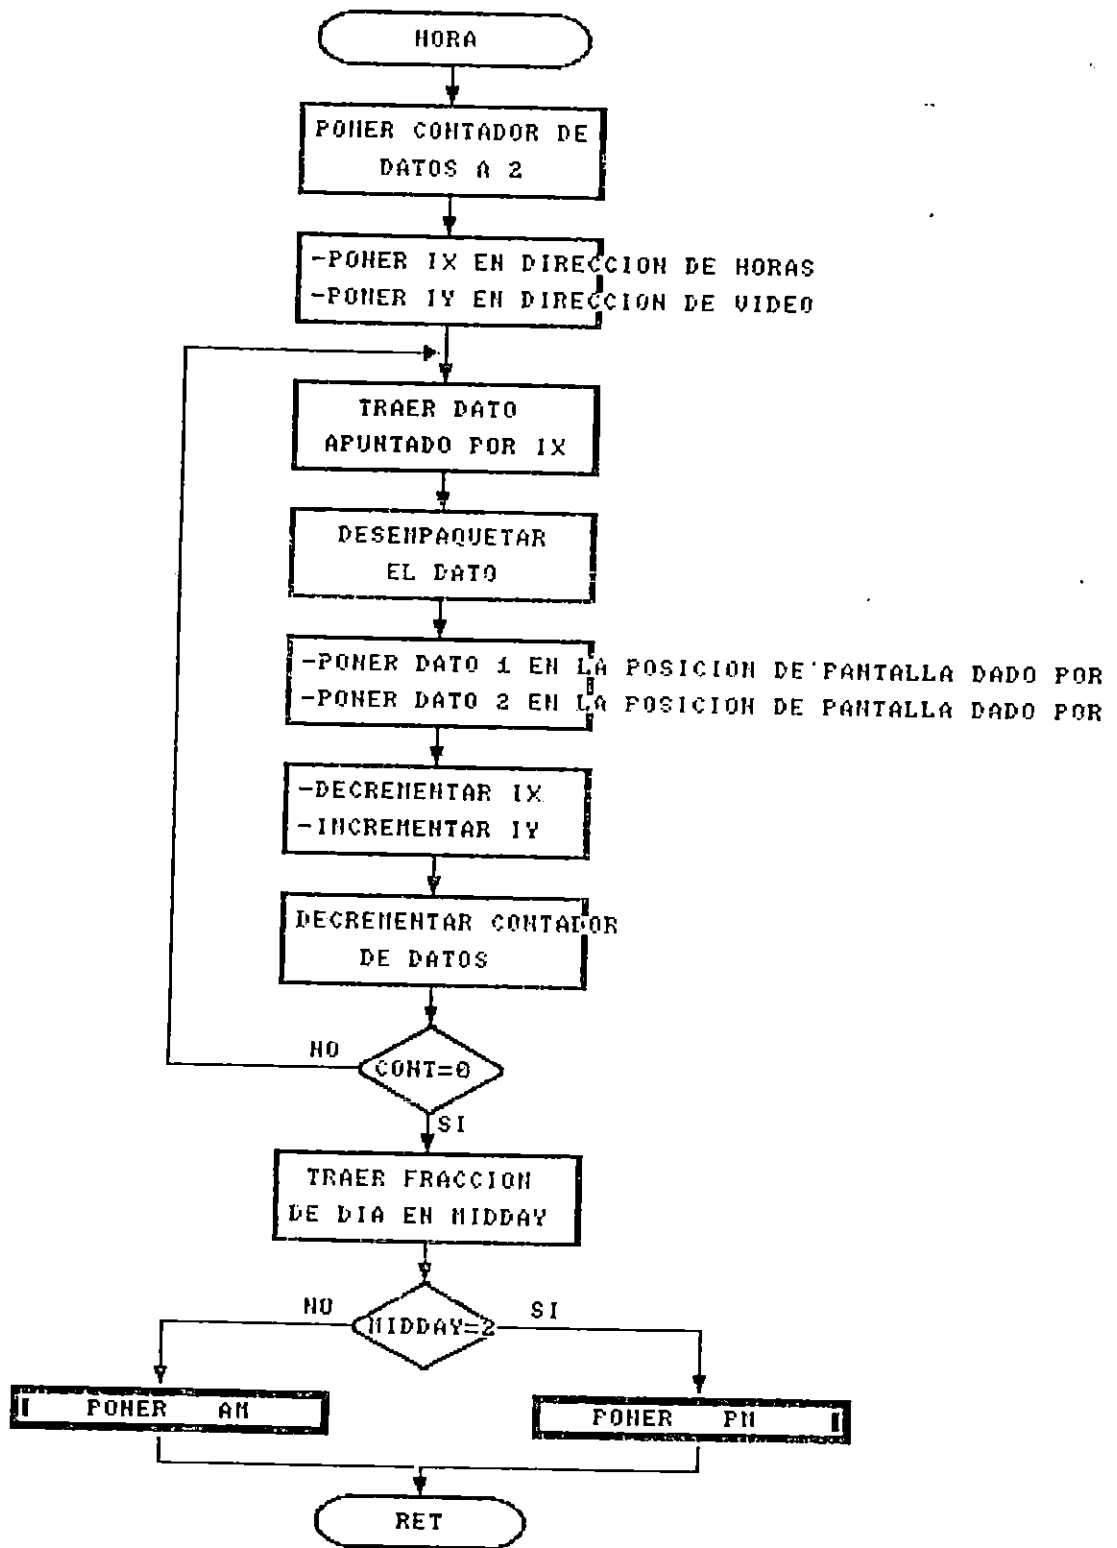 HORA
PONER CONTADOR DE
DATOS A 2
-PONER IX EN DIRECCION DE HORAS
-PONER IY EN DIRECCION DE VIDEO
TRAER DATO
APUNTADO POR IX
DESEMPAQUETAR
EL DATO
-PONER DATO 1 EN LA POSICION DE PANTALLA DADO POR
-PONER DATO 2 EN LA POSICION DE PANTALLA DADO POR
-DECREMENTAR IX
-INCREMENTAR IY
DECREMENTAR CONTADOR
DE DATOS
NO
CONT=0
SI
TRAER FRACCION
DE DIA EN MIDDAY
NO
MIDDAY=2
SI
PONER AM
PONER PM
RET